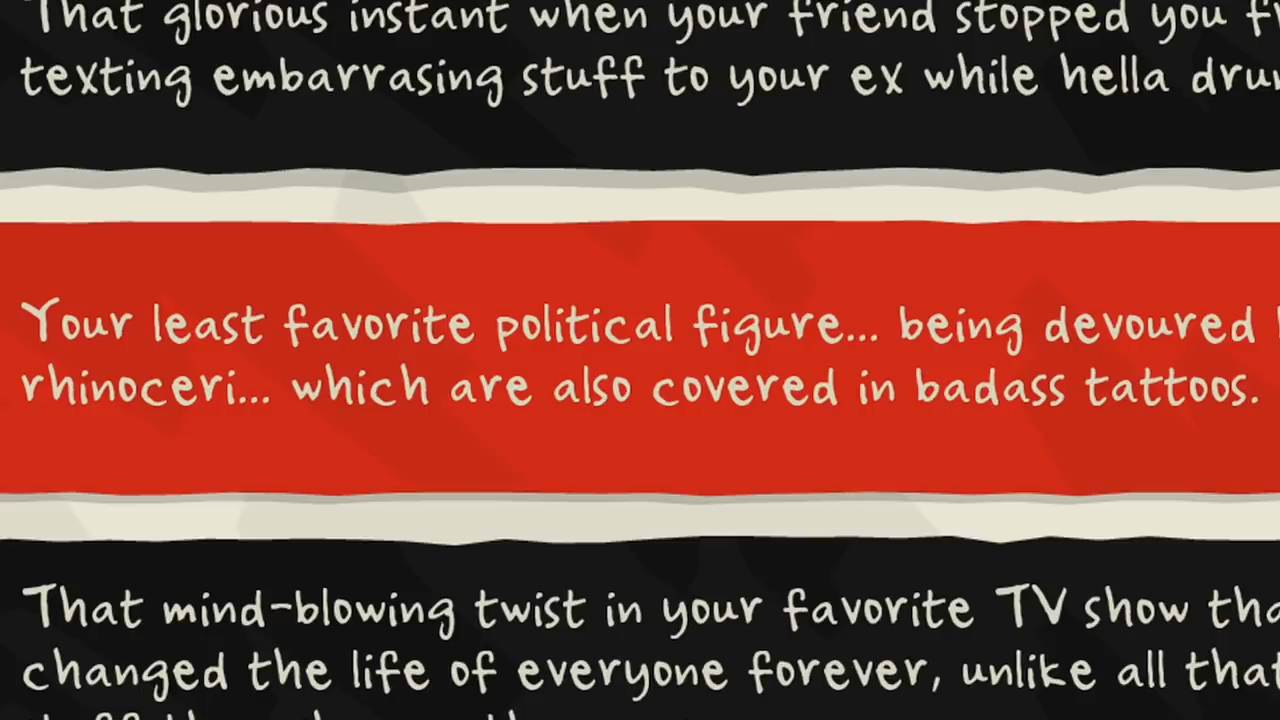 That glorious instant when your friend stopped you
texting embarrasing stuff to your ex while hella
Your least favorite political figure... being devoured
rhinoceri... which are also covered in badass tattoos.
That mind-blowing twist in your favorite TV show
changed the life of everyone forever, unlike all that